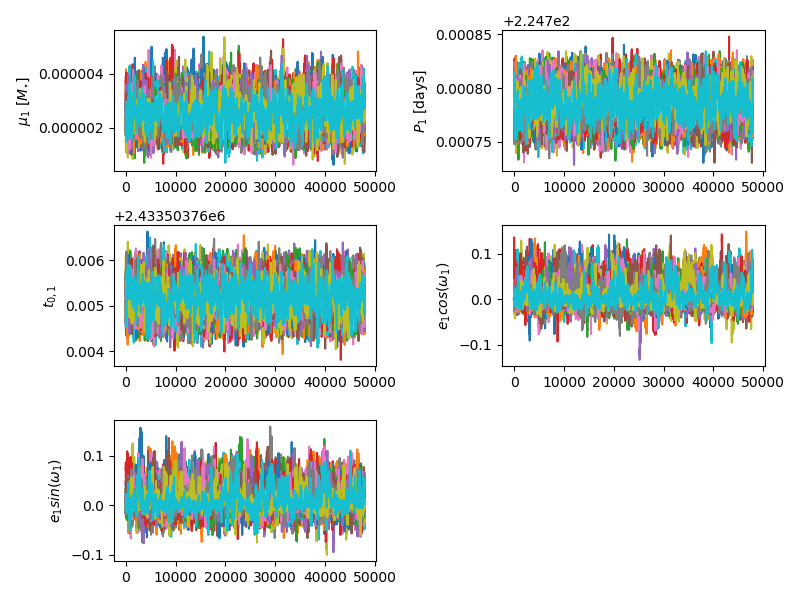 +2.247e2
0.000004
0.000002
μ₁ [M⋆]
0 10000 20000 30000 40000 50000
0.00085
0.00080
0.00075
P₁ [days]
0 10000 20000 30000 40000 50000
+2.43350376e6
0.006
0.005
0.004
t₀,₁
0 10000 20000 30000 40000 50000
0.1
0.0
−0.1
e₁cos(ω₁)
0 10000 20000 30000 40000 50000
0.1
0.0
−0.1
e₁sin(ω₁)
0 10000 20000 30000 40000 50000